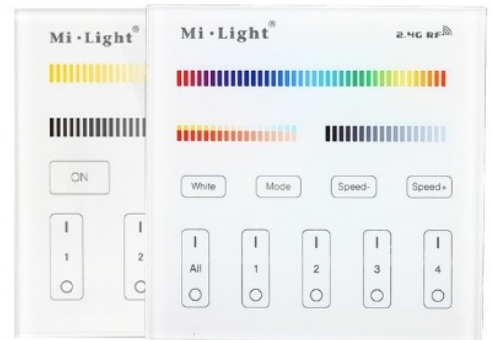 Mi·Light®
ON
1
2
Mi·Light®
2.4G RF
White
Mode
Speed-
Speed+
All
1
2
3
4